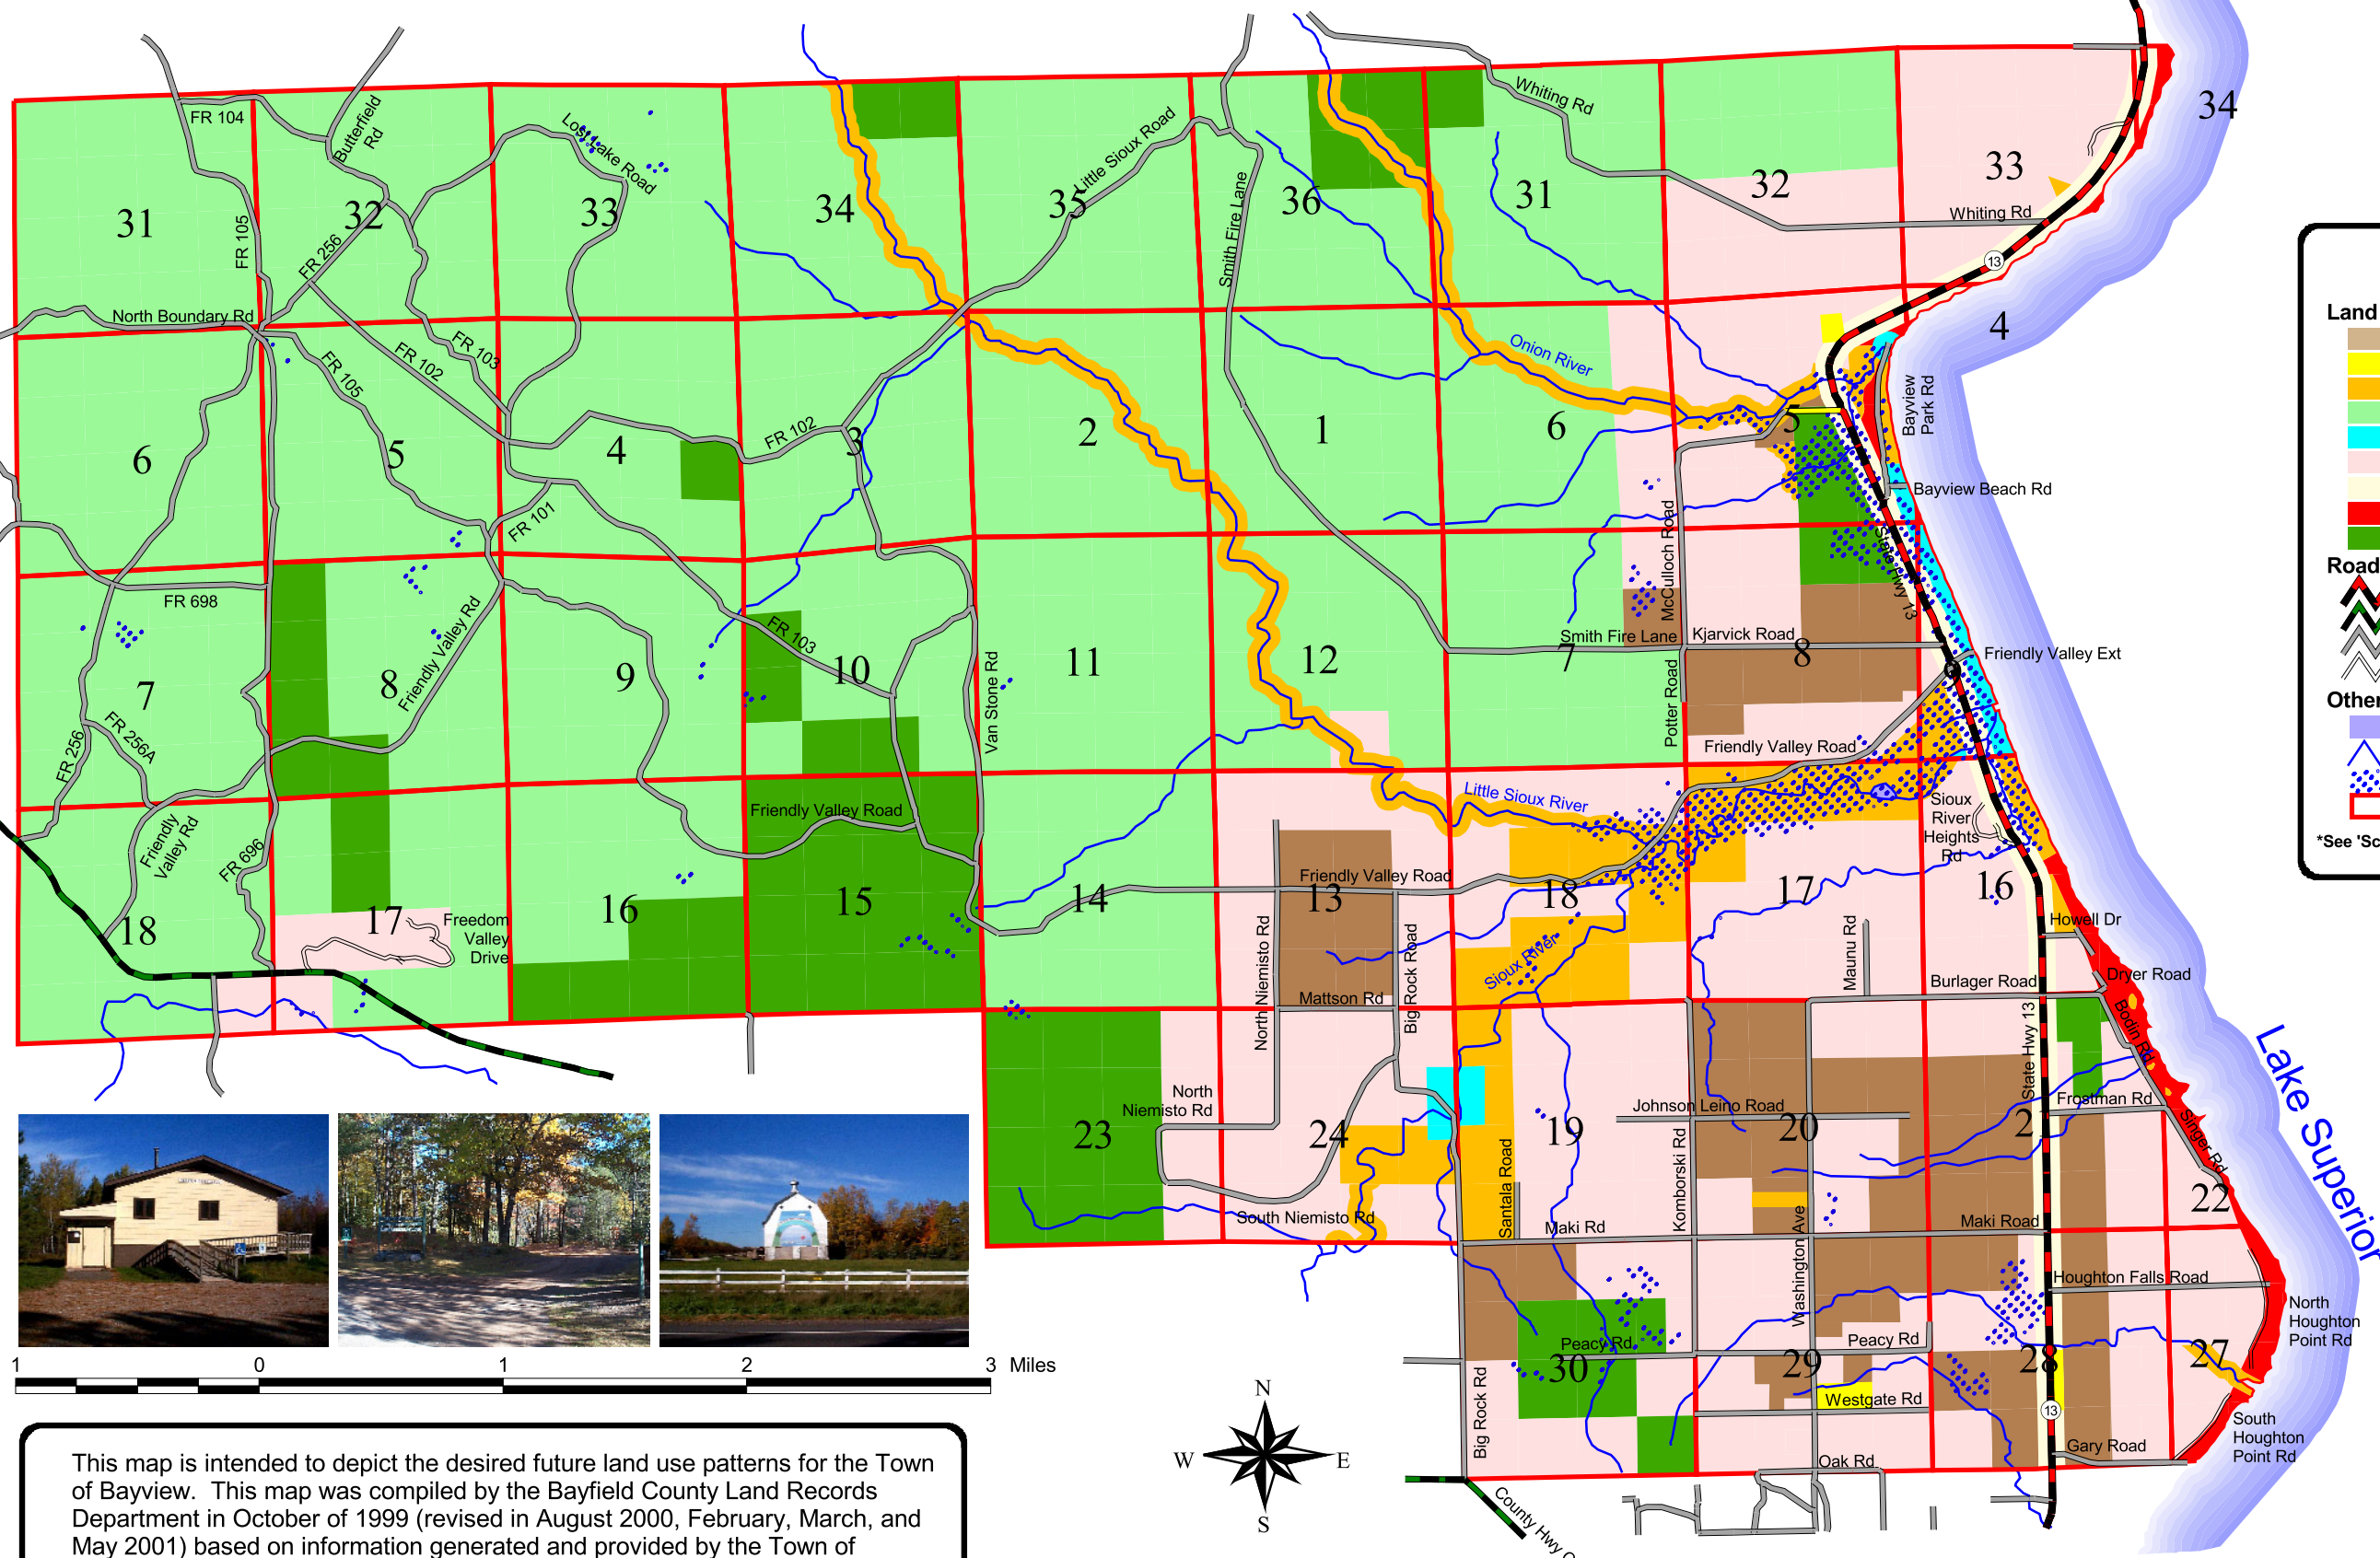 34
FR 104
Butterfield
Rd
Lost Lake Road
Little Sioux Road
Whiting Rd
Smith Fire Lane
31
32
33
34
35
36
31
32
33
FR 105
FR 256
Whiting Rd
13
North Boundary Rd
4
FR 105
FR 102
FR 103
Onion River
Bayview
Park Rd
6
5
4
3
2
1
6
5
FR 102
FR 101
Bayview Beach Rd
McCulloch Road
State Hwy 13
FR 698
Friendly Valley Rd
FR 103
Smith Fire Lane
Kjarvick Road
Friendly Valley Ext
7
8
9
10
11
12
7
8
9
Van Stone Rd
Potter Road
FR 256
FR 256A
Friendly Valley Road
Little Sioux River
Friendly
Valley Rd
FR 696
Friendly Valley Road
Sioux
River
Heights
Rd
Friendly Valley Road
18
17
16
15
14
13
18
17
16
Freedom
Valley
Drive
North Niemisto Rd
Big Rock Road
Sioux River
Maunu Rd
Howell Dr
Dryer Road
Burlager Road
Mattson Rd
Bodin Rd
State Hwy 13
Lake Superior
North
Niemisto Rd
Johnson Leino Road
Frostman Rd
23
24
19
20
21
22
Singer Rd
Santala Road
Komborski Rd
Washington Ave
South Niemisto Rd
Maki Rd
Maki Road
Houghton Falls Road
North
Houghton
Point Rd
Peacy Rd
Peacy Rd
30
29
28
27
Big Rock Rd
Westgate Rd
13
South
Houghton
Point Rd
Gary Road
Oak Rd
County Hwy
Land
Road
Other
*See 'Sc
1 0 1 2 3 Miles
N
W E
S
This map is intended to depict the desired future land use patterns for the Town
of Bayview. This map was compiled by the Bayfield County Land Records
Department in October of 1999 (revised in August 2000, February, March, and
May 2001) based on information generated and provided by the Town of